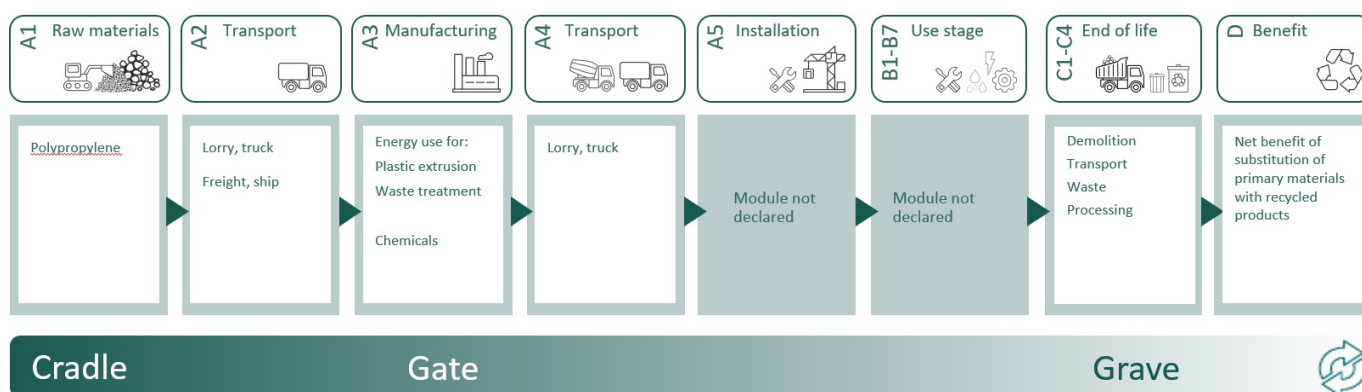 A1 Raw materials
A2 Transport
A3 Manufacturing
A4 Transport
A5 Installation
B1-B7 Use stage
C1-C4 End of life
D Benefit
Polypropylene
Lorry, truck
Freight, ship
Energy use for:
Plastic extrusion
Waste treatment
Chemicals
Lorry, truck
Module not
declared
Module not
declared
Demolition
Transport
Waste
Processing
Net benefit of
substitution of
primary materials
with recycled
products
Cradle
Gate
Grave